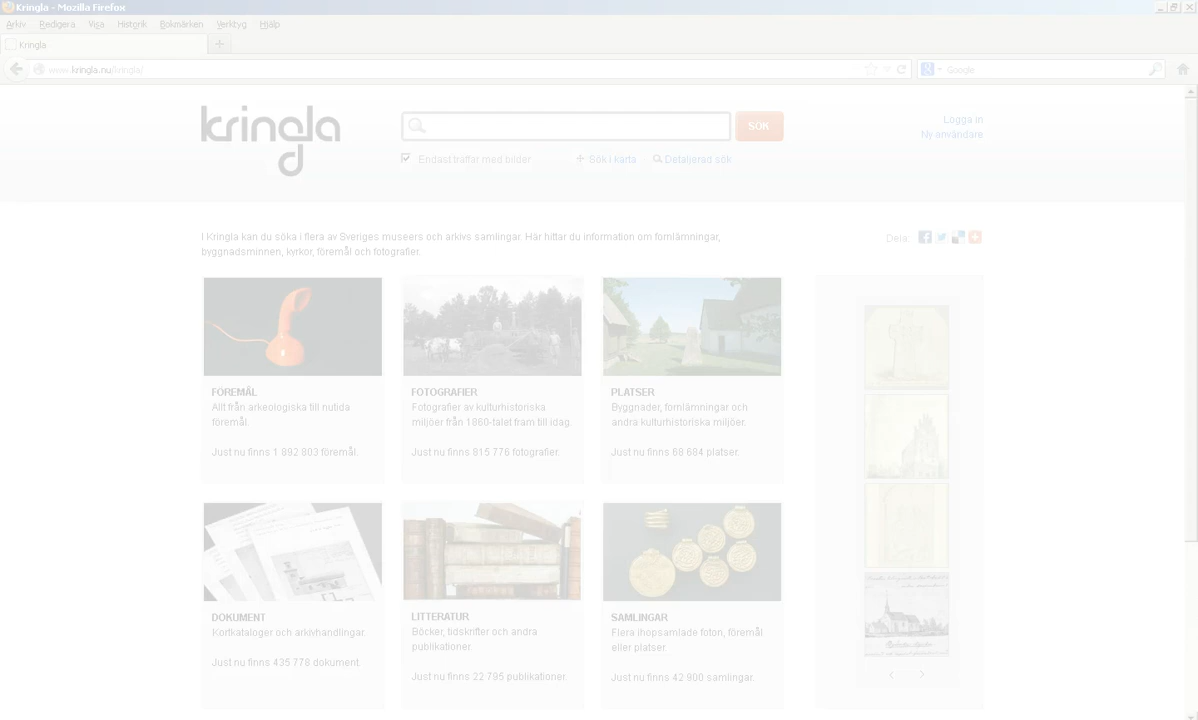 Kringla - Mozilla Firefox
Arkiv Redigera Visa Historik Bokmärken Verktyg Hjälp
Kringla
www.kringla.nu/kringla/
Google
kringla
SÖK
Logga in
Ny användare
Endast träffar med bilder
Sök i karta
Detaljerad sök
I Kringla kan du söka i flera av Sveriges museers och arkivs samlingar. Här hittar du information om fornlämningar,
byggnadsminnen, kyrkor, föremål och fotografier.
Dela:
FÖREMÅL
Allt från arkeologiska till nutida
föremål.
Just nu finns 1 892 803 föremål.
FOTOGRAFIER
Fotografier av kulturhistoriska
miljöer från 1860-talet fram till idag.
Just nu finns 815 776 fotografier.
PLATSER
Byggnader, fornlämningar och
andra kulturhistoriska miljöer.
Just nu finns 68 684 platser.
DOKUMENT
Kortkataloger och arkivhandlingar.
Just nu finns 435 778 dokument.
LITTERATUR
Böcker, tidskrifter och andra
publikationer.
Just nu finns 22 795 publikationer.
SAMLINGAR
Flera ihopsamlade foton, föremål
eller platser
Just nu finns 42 900 samlingar.